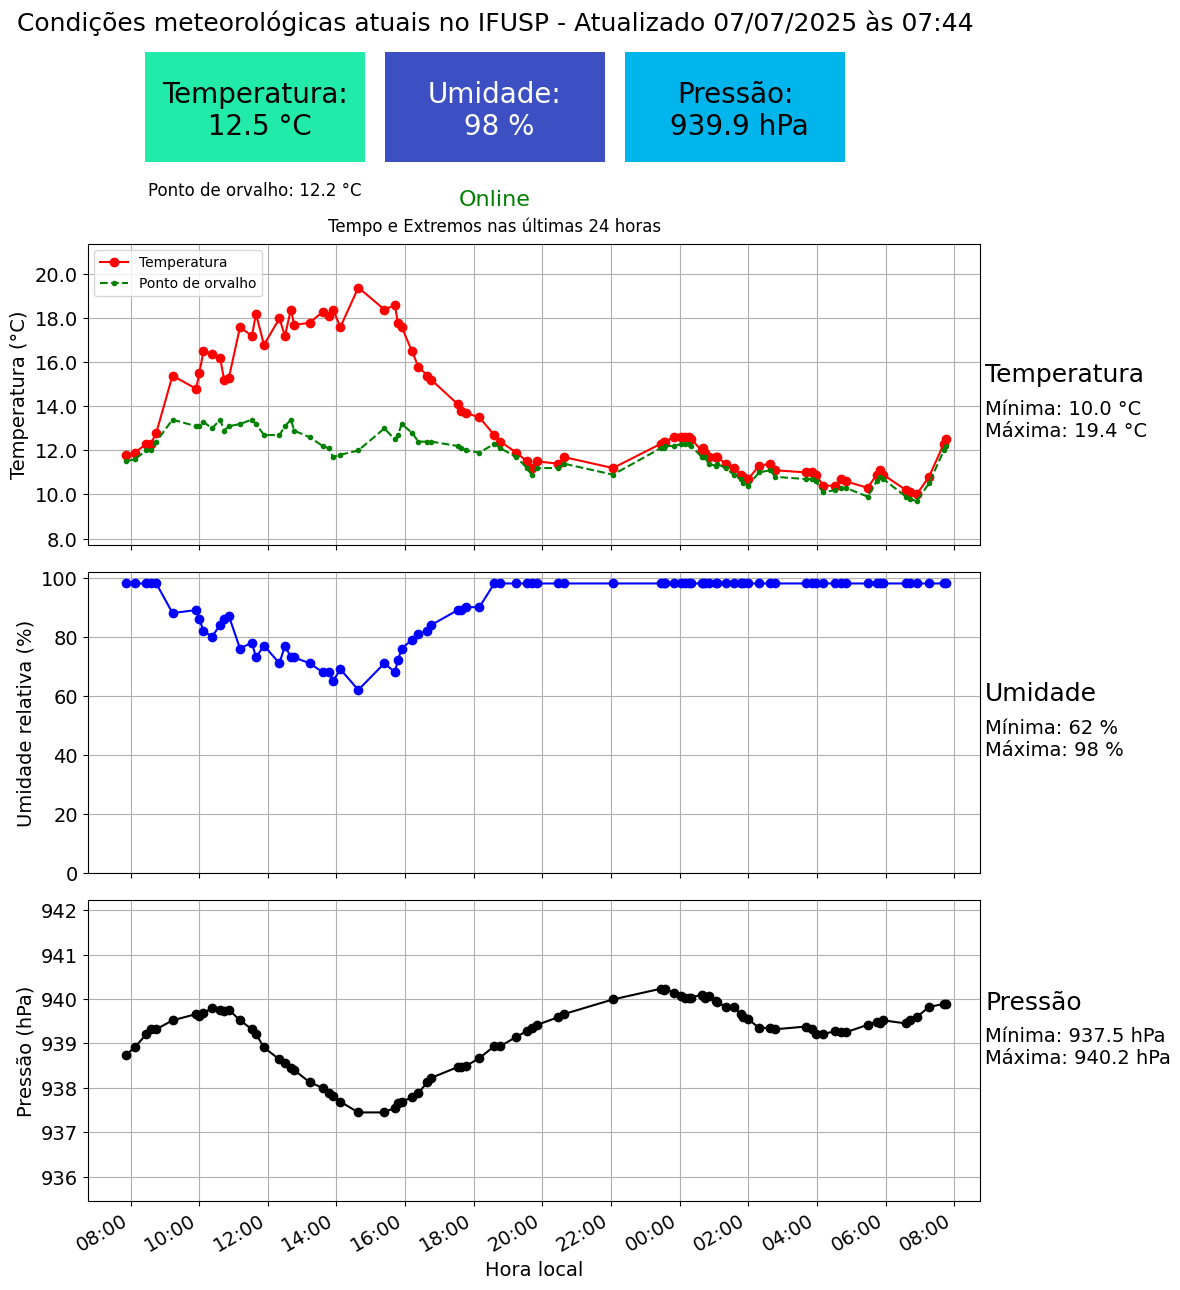 Condições meteorológicas atuais no IFUSP - Atualizado 07/07/2025 às 07:44
Temperatura:
12.5 °C
Umidade:
98 %
Pressão:
939.9 hPa
Ponto de orvalho: 12.2 °C
Online
Tempo e Extremos nas últimas 24 horas
Temperatura
Ponto de orvalho
Temperatura (°C)
20.0
18.0
16.0
14.0
12.0
10.0
8.0
Temperatura
Mínima: 10.0 °C
Máxima: 19.4 °C
Umidade relativa (%)
100
80
60
40
20
0
Umidade
Mínima: 62 %
Máxima: 98 %
Pressão (hPa)
942
941
940
939
938
937
936
Pressão
Mínima: 937.5 hPa
Máxima: 940.2 hPa
08:00
10:00
12:00
14:00
16:00
18:00
20:00
22:00
00:00
02:00
04:00
06:00
08:00
Hora local